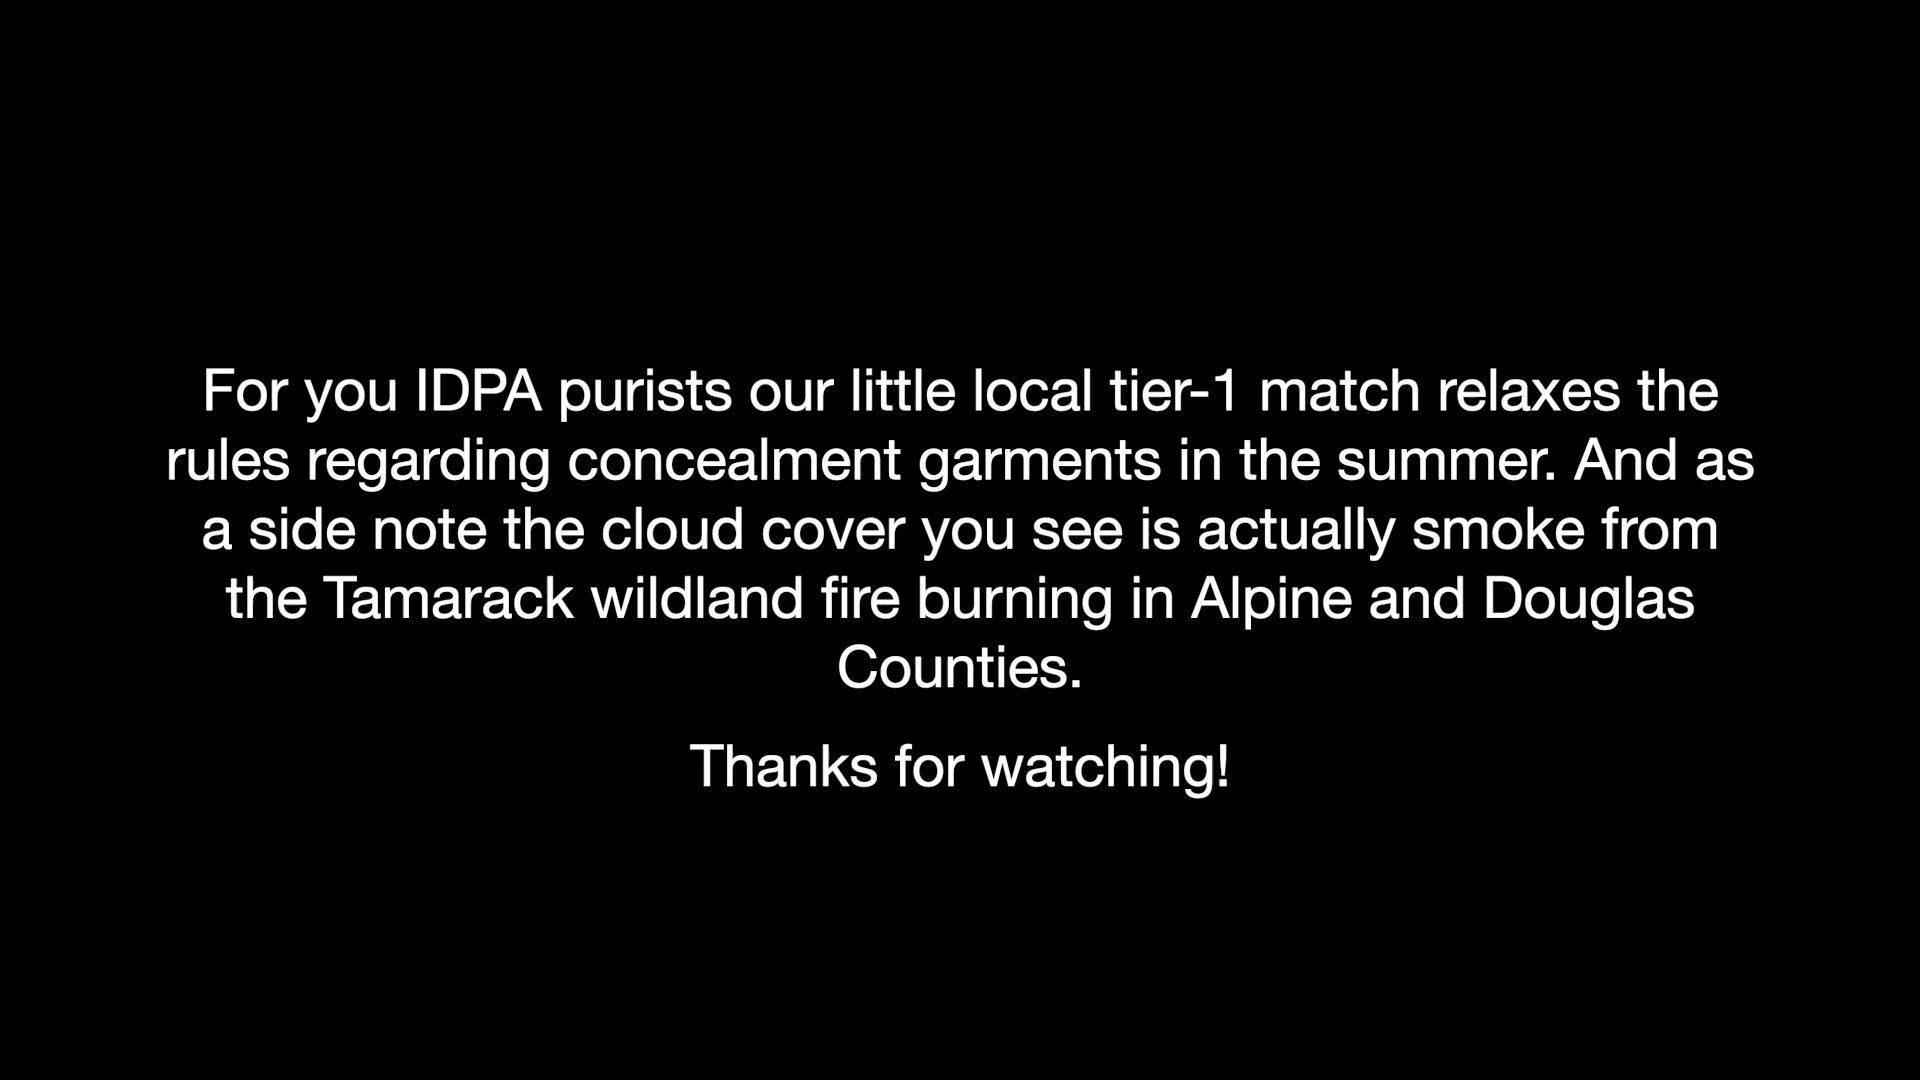 For you IDPA purists our little local tier-1 match relaxes the
rules regarding concealment garments in the summer. And as
a side note the cloud cover you see is actually smoke from
the Tamarack wildland fire burning in Alpine and Douglas
Counties.
Thanks for watching!